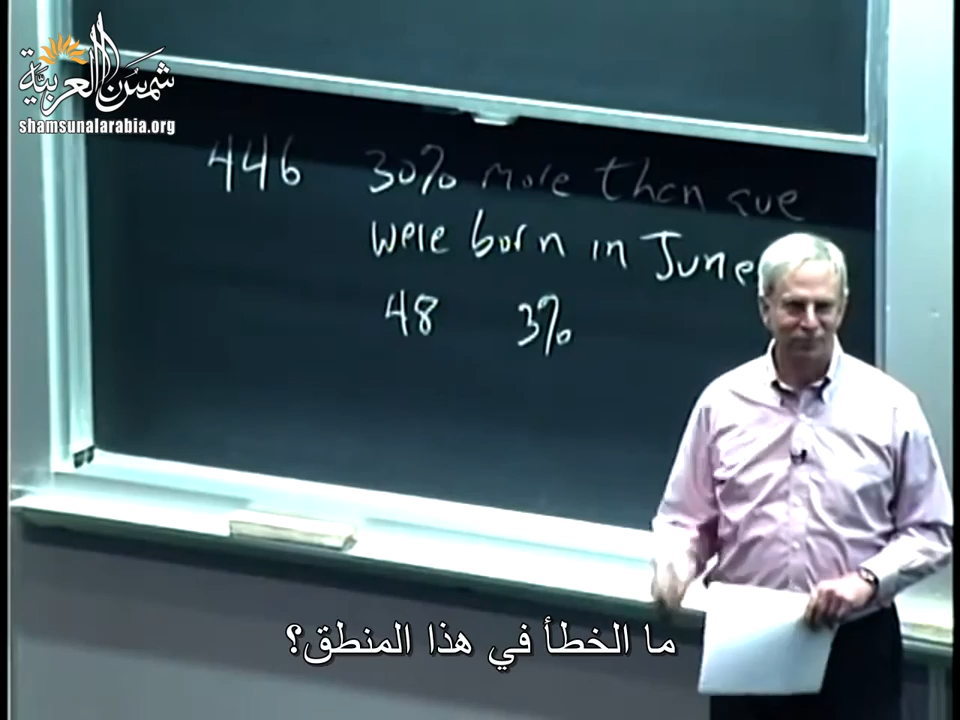 شمس العربية
shamsunalarabia.org
446 30% more than ave
were born in June
48 3%
ما الخطأ في هذا المنطق؟